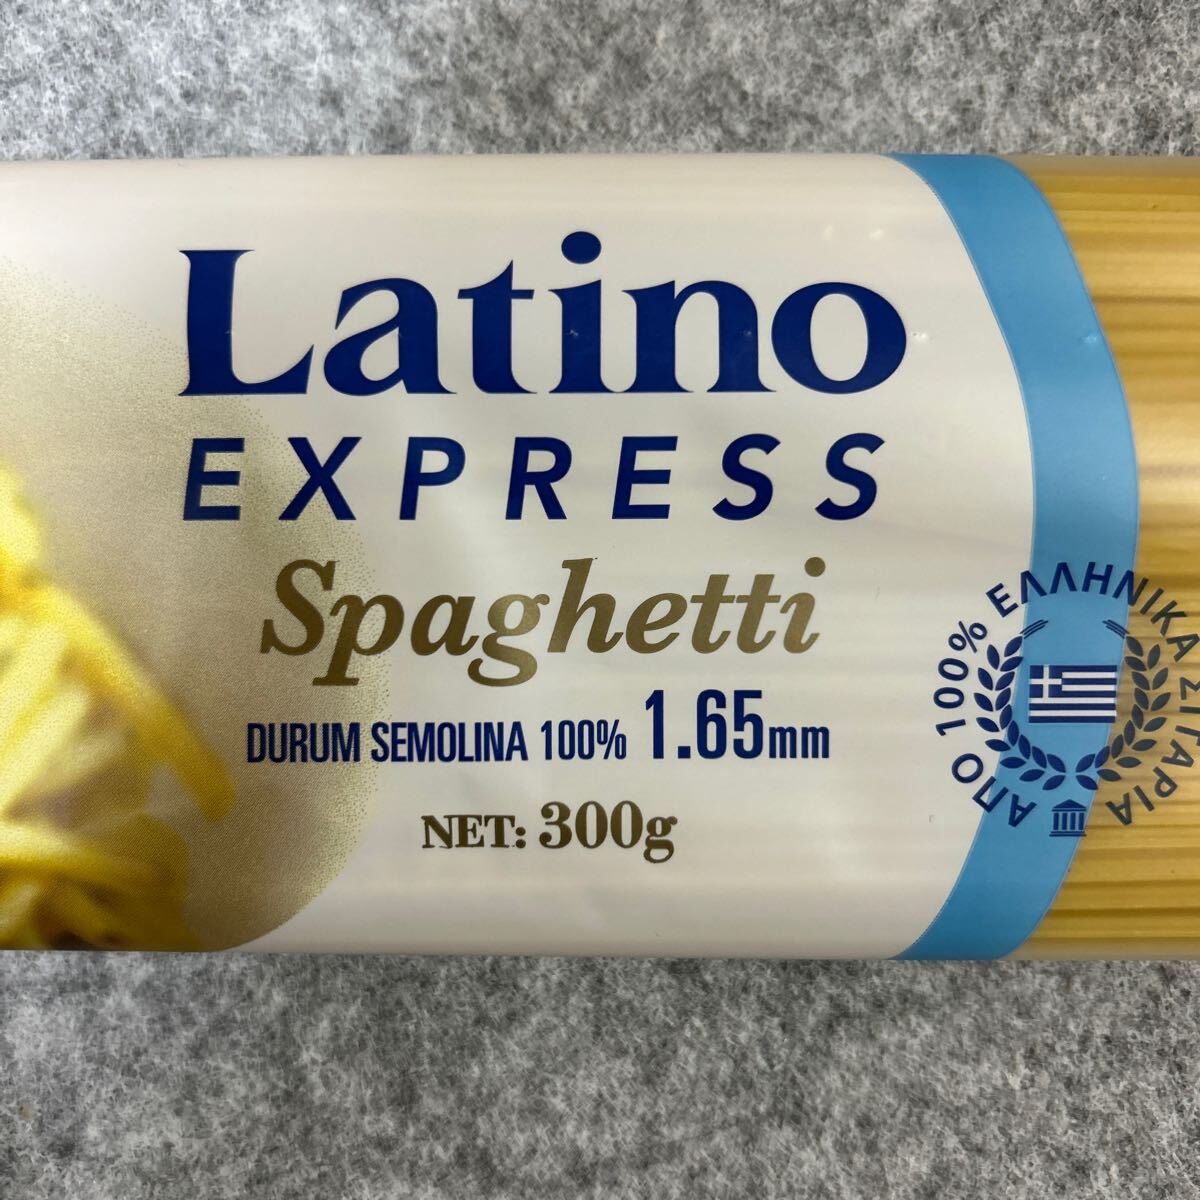 Latino
EXPRESS
Spaghetti
DURUM SEMOLINA 100% 1.65mm
NET: 300g
ΑΠΟ 100% ΕΛΛΗΝΙΚΑ ΣΙΤΑΡΙΑ